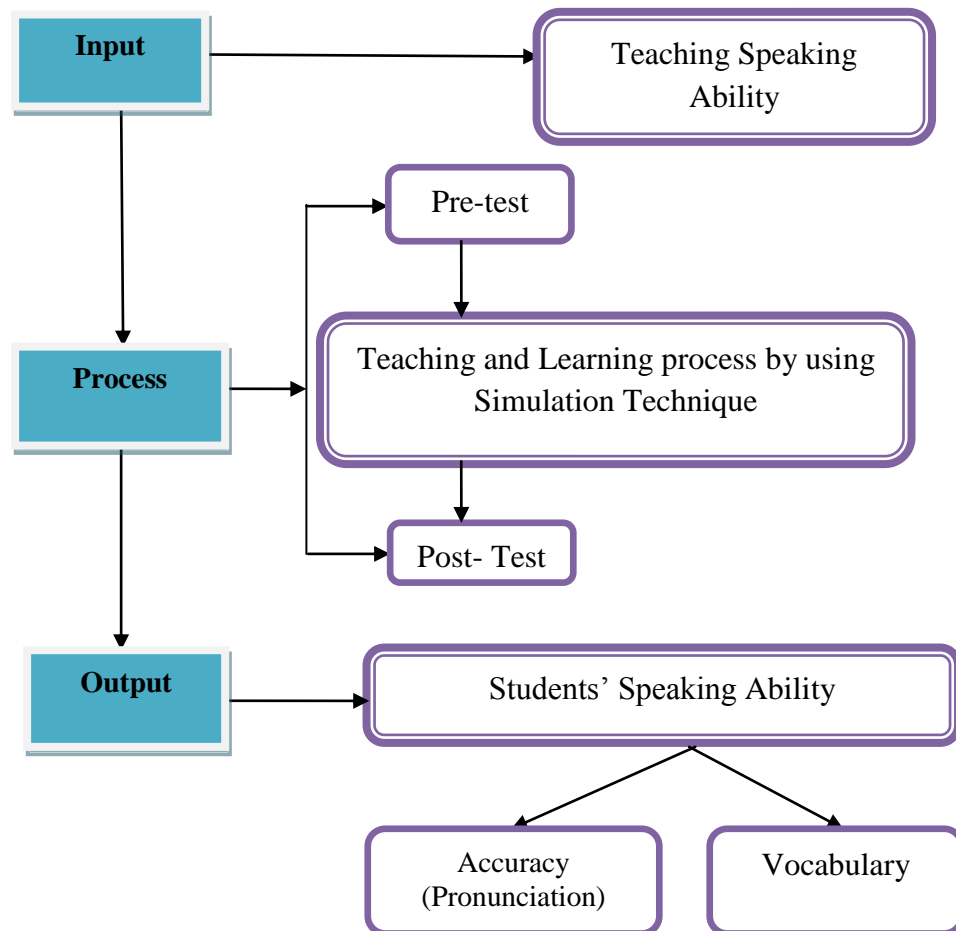 Input
Teaching Speaking
Ability
Pre-test
Process
Teaching and Learning process by using
Simulation Technique
Post- Test
Output
Students’ Speaking Ability
Accuracy
(Pronunciation)
Vocabulary